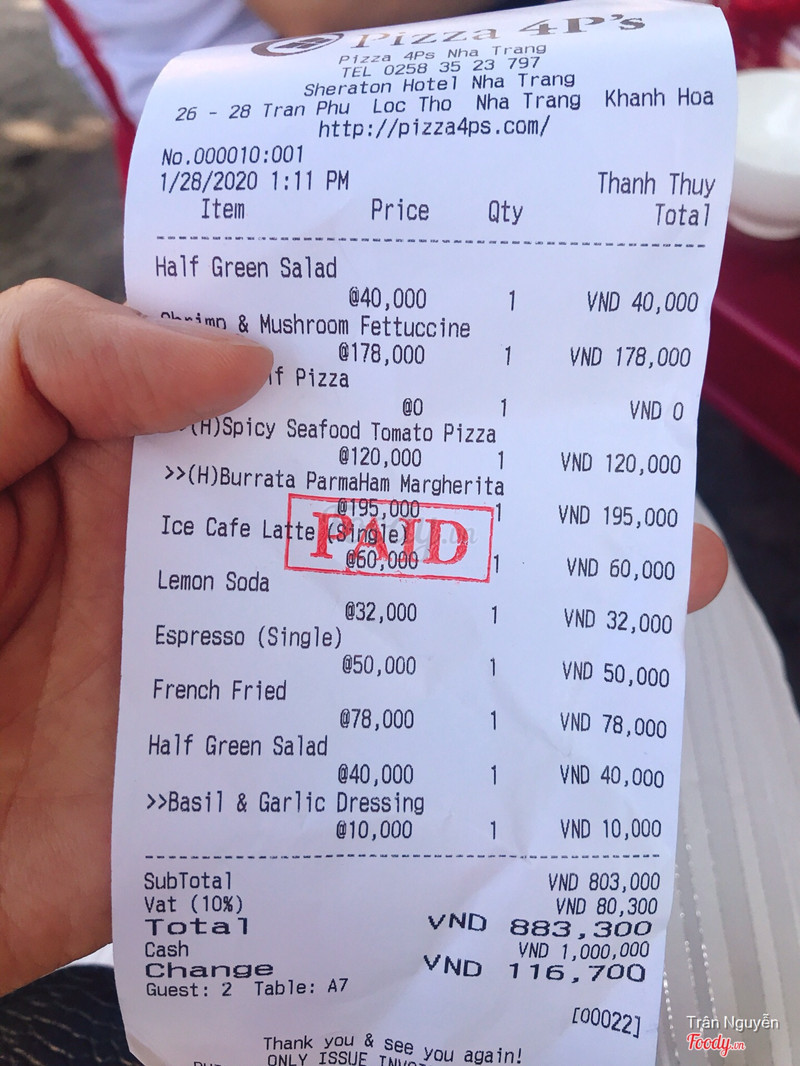 Pizza 4P's
Pizza 4Ps Nha Trang
TEL 0258 35 23 797
Sheraton Hotel Nha Trang
26 - 28 Tran Phu Loc Tho Nha Trang Khanh Hoa
http://pizza4ps.com/
No.000010:001
1/28/2020 1:11 PM Thanh Thuy
Item Price Qty Total
Half Green Salad
@40,000 1 VND 40,000
Shrimp & Mushroom Fettuccine
@178,000 1 VND 178,000
Pizza
@0 1 VND 0
(H)Spicy Seafood Tomato Pizza
@120,000 1 VND 120,000
>>(H)Burrata ParmaHam Margherita
@195,000 1 VND 195,000
Ice Cafe Latte (Single)
PAID
@60,000 1 VND 60,000
Lemon Soda
@32,000 1 VND 32,000
Espresso (Single)
@50,000 1 VND 50,000
French Fried
@78,000 1 VND 78,000
Half Green Salad
@40,000 1 VND 40,000
>>Basil & Garlic Dressing
@10,000 1 VND 10,000
SubTotal VND 803,000
Vat (10%) VND 80,300
Total VND 883,300
Cash VND 1,000,000
Change VND 116,700
Guest: 2 Table: A7
[00022]
Thank you & see you again!
ONLY ISSUE
Trân Nguyễn
Foody.vn